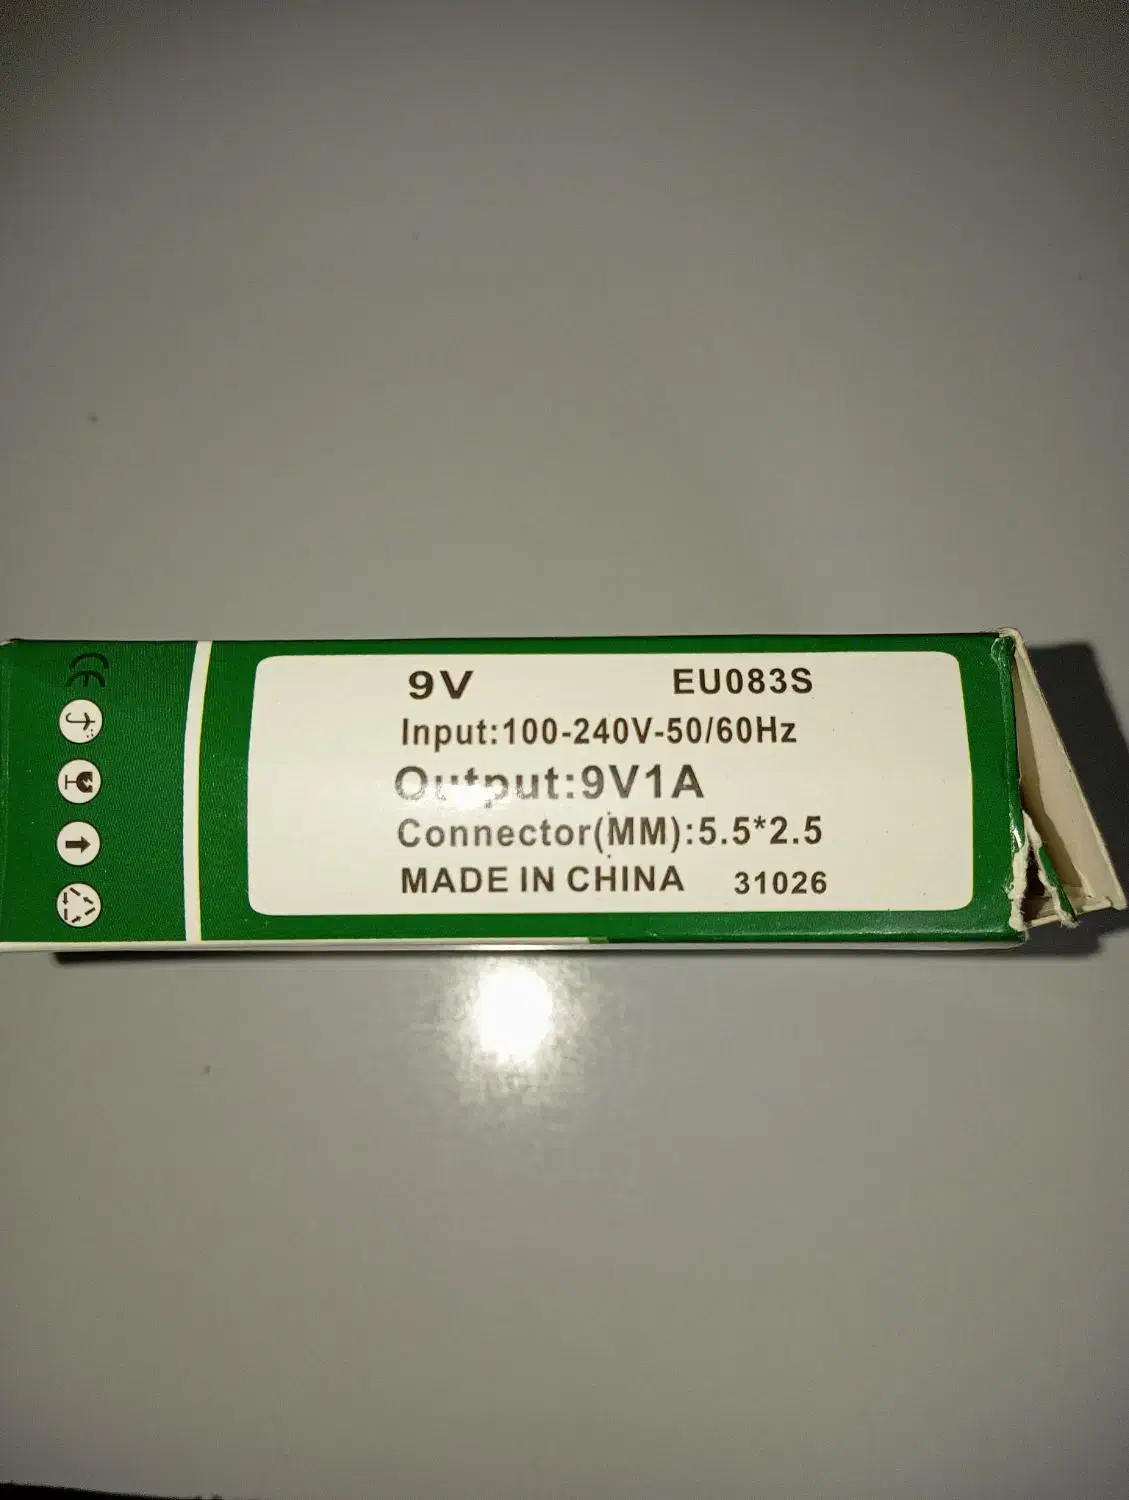 9V EU083S
Input:100-240V-50/60Hz
Output:9V1A
Connector(MM):5.5*2.5
MADE IN CHINA 31026
CE